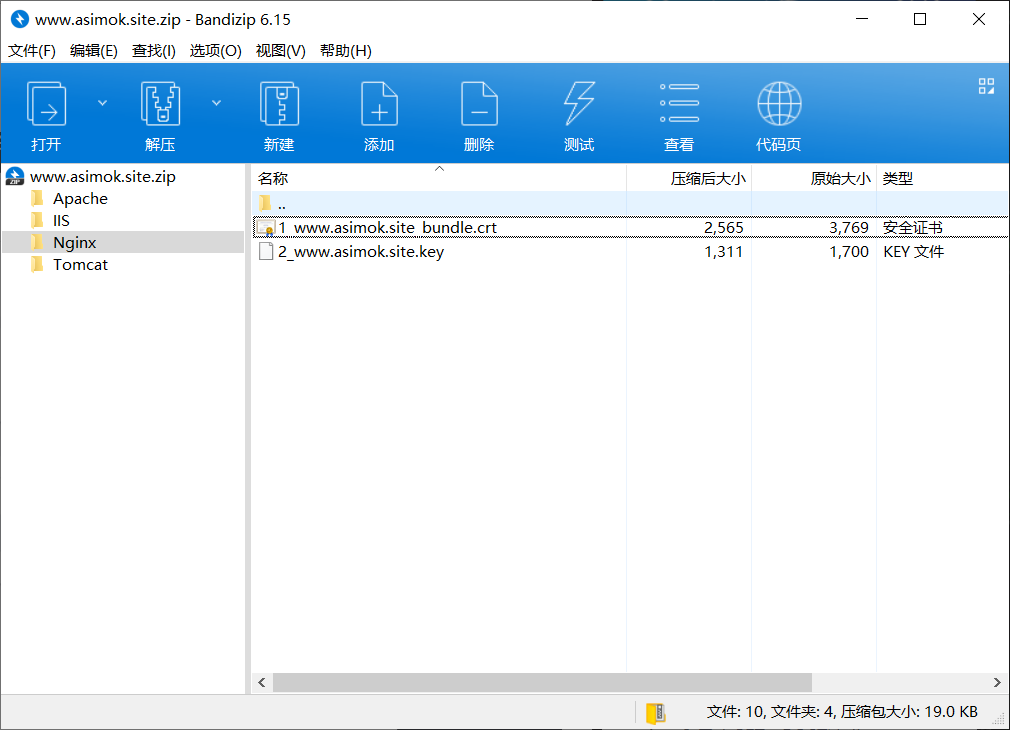 www.asimok.site.zip - Bandizip 6.15
文件(F) 编辑(E) 查找(I) 选项(O) 视图(V) 帮助(H)
打开 解压 新建 添加 删除 测试 查看 代码页
www.asimok.site.zip
Apache
IIS
Nginx
Tomcat
名称 压缩后大小 原始大小 类型
..
1_www.asimok.site_bundle.crt 2,565 3,769 安全证书
2_www.asimok.site.key 1,311 1,700 KEY 文件
文件: 10, 文件夹: 4, 压缩包大小: 19.0 KB